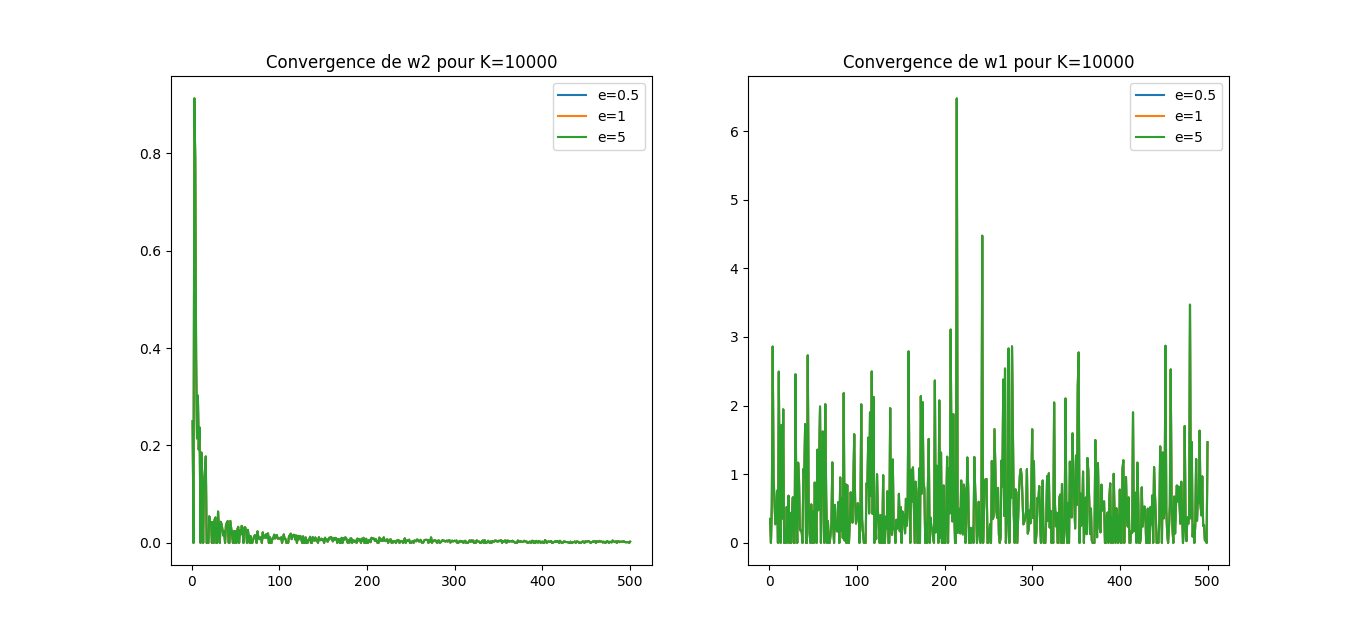 Convergence de w2 pour K=10000
e=0.5
e=1
e=5
0.8
0.6
0.4
0.2
0.0
0 100 200 300 400 500
Convergence de w1 pour K=10000
e=0.5
e=1
e=5
6
5
4
3
2
1
0
0 100 200 300 400 500